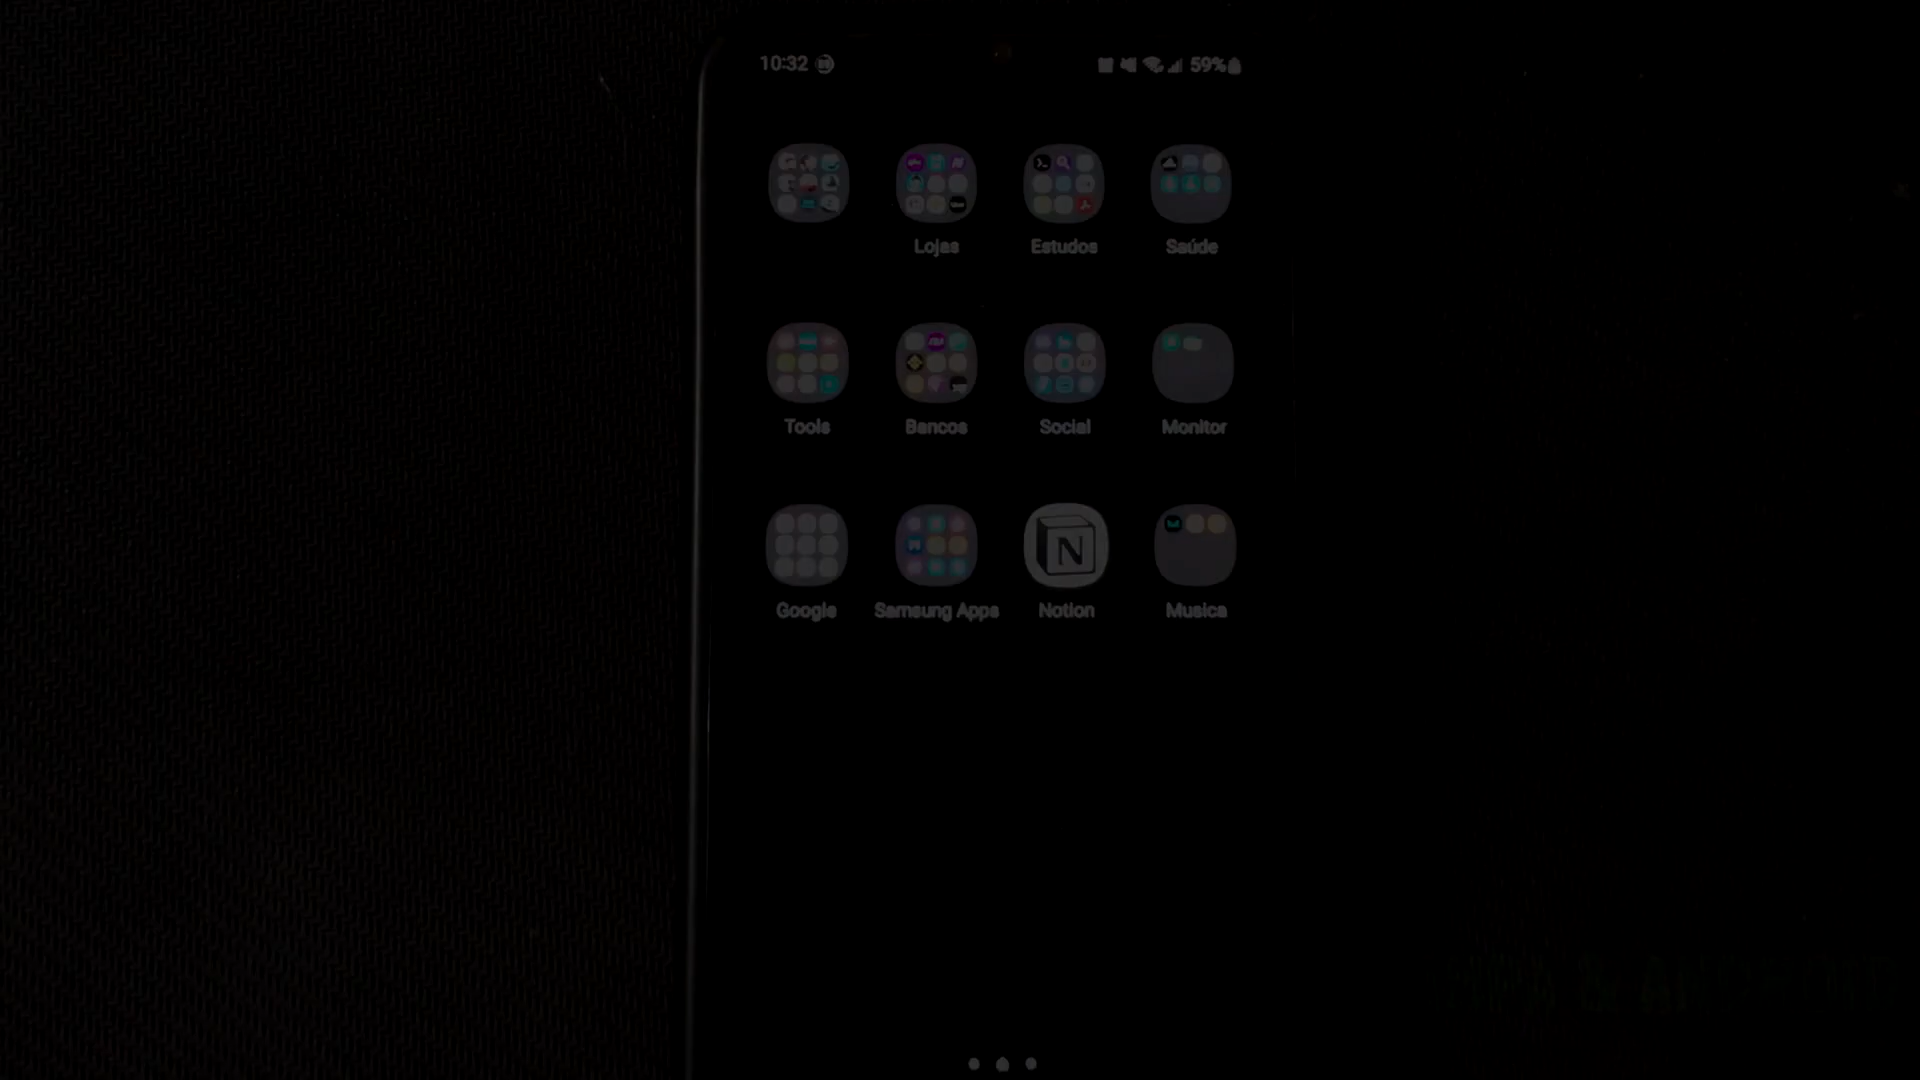 10:32 59%
Lojas Estudos Saúde
Tools Bancos Social Monitor
N
Google Samsung Apps Notion Musica